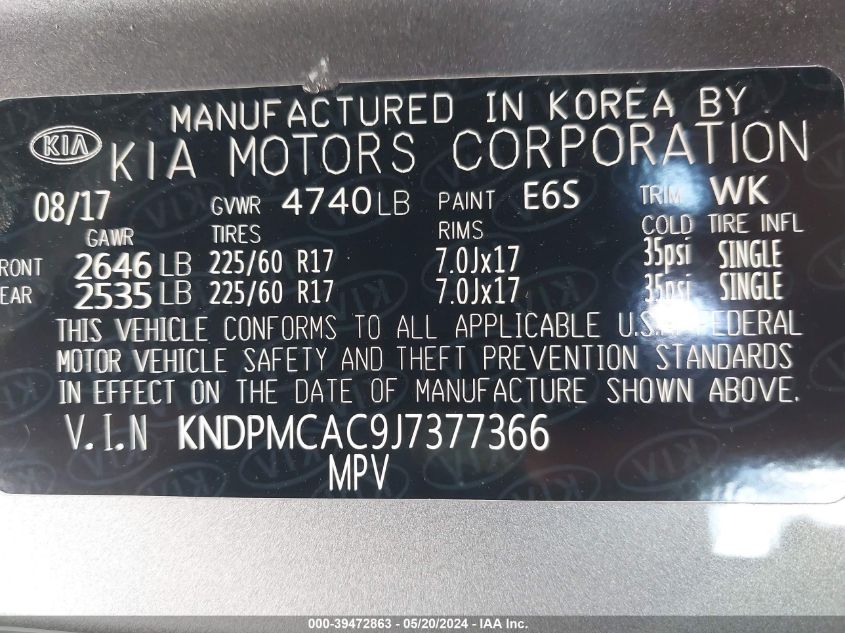 MANUFACTURED IN KOREA BY
KIA KIA MOTORS CORPORATION
08/17 GVWR 4740LB PAINT E6S TRIM WK
GAWR TIRES RIMS COLD TIRE INFL
FRONT 2646 LB 225/60 R17 7.0Jx17 35psi SINGLE
REAR 2535 LB 225/60 R17 7.0Jx17 35psi SINGLE
THIS VEHICLE CONFORMS TO ALL APPLICABLE U.S.. FEDERAL
MOTOR VEHICLE SAFETY AND THEFT PREVENTION STANDARDS
IN EFFECT ON THE DATE OF MANUFACTURE SHOWN ABOVE.
V.I.N KNDPMCAC9J7377366
MPV
000-39472863 - 05/20/2024 - IAA Inc.